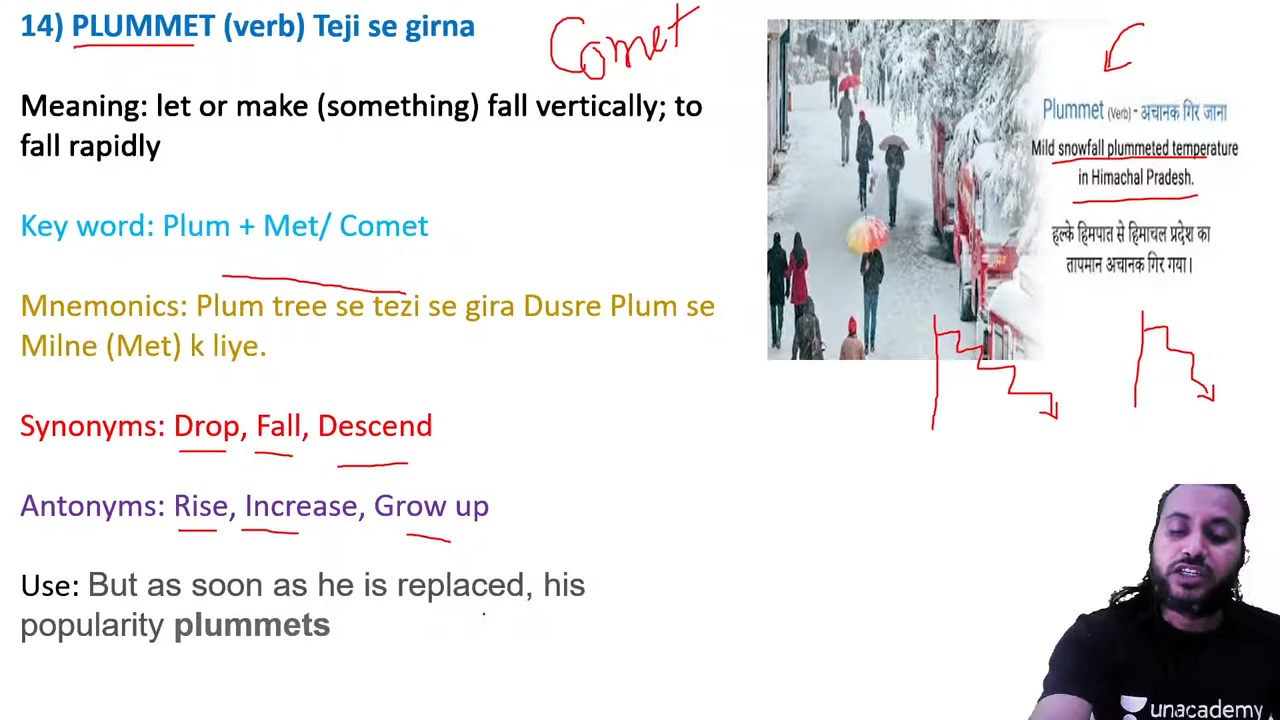 14) PLUMMET (verb) Teji se girna
Comet
Meaning: let or make (something) fall vertically; to
fall rapidly
Key word: Plum + Met/ Comet
Mnemonics: Plum tree se tezi se gira Dusre Plum se
Milne (Met) k liye.
Synonyms: Drop, Fall, Descend
Antonyms: Rise, Increase, Grow up
Use: But as soon as he is replaced, his
popularity plummets
Plummet (Verb) - अचानक गिर जाना
Mild snowfall plummeted temperature
in Himachal Pradesh.
हल्के हिमपात से हिमाचल प्रदेश का
तापमान अचानक गिर गया।
unacademy